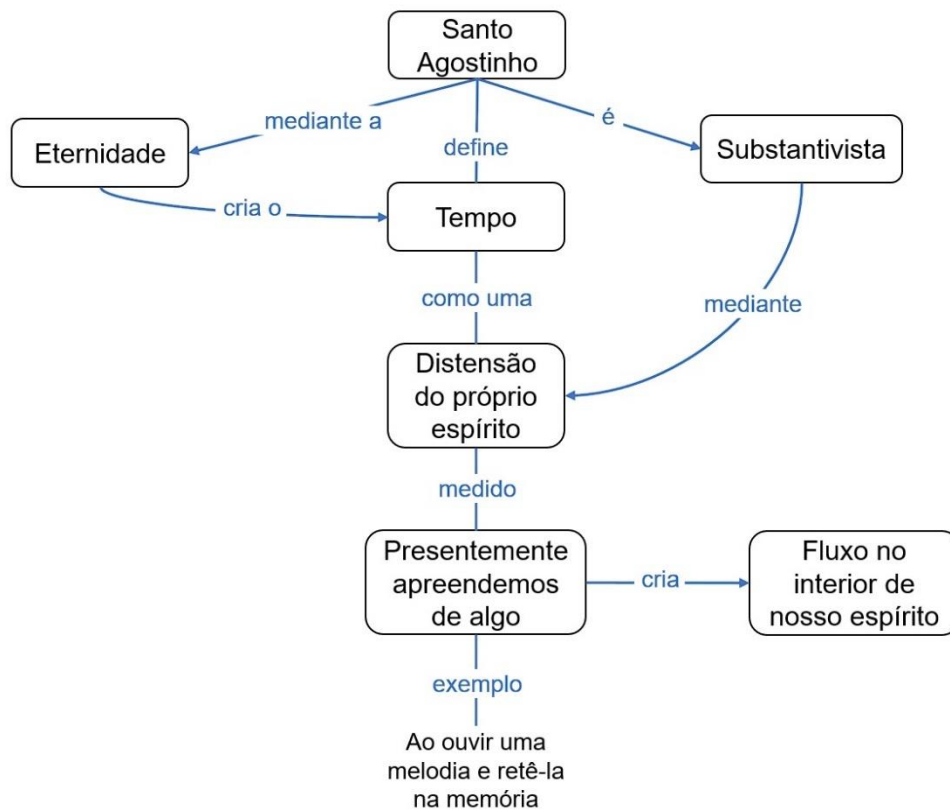 Santo
Agostinho
mediante a
define
é
Eternidade
Substantivista
cria o
Tempo
como uma
mediante
Distensão
do próprio
espírito
medido
Presentemente
apreendemos
de algo
cria
Fluxo no
interior de
nosso espírito
exemplo
Ao ouvir uma
melodia e retê-la
na memória